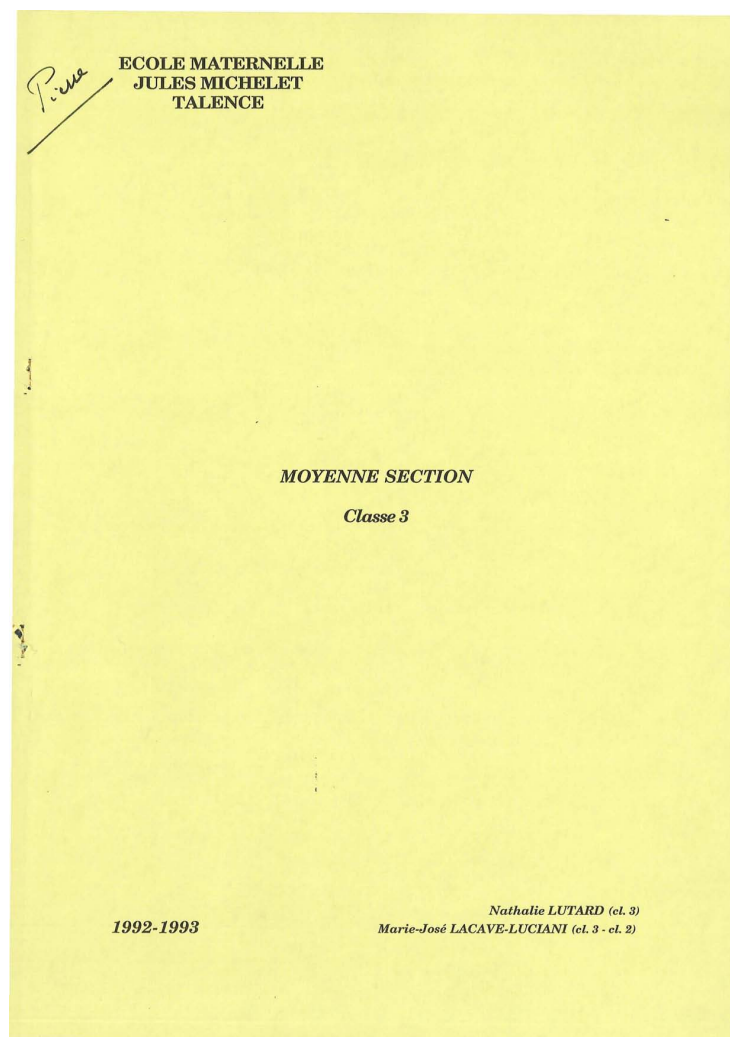 Pierre
ECOLE MATERNELLE
JULES MICHELET
TALENCE
MOYENNE SECTION
Classe 3
Nathalie LUTARD (cl. 3)
1992-1993
Marie-José LACAVE-LUCIANI (cl. 3 - cl. 2)